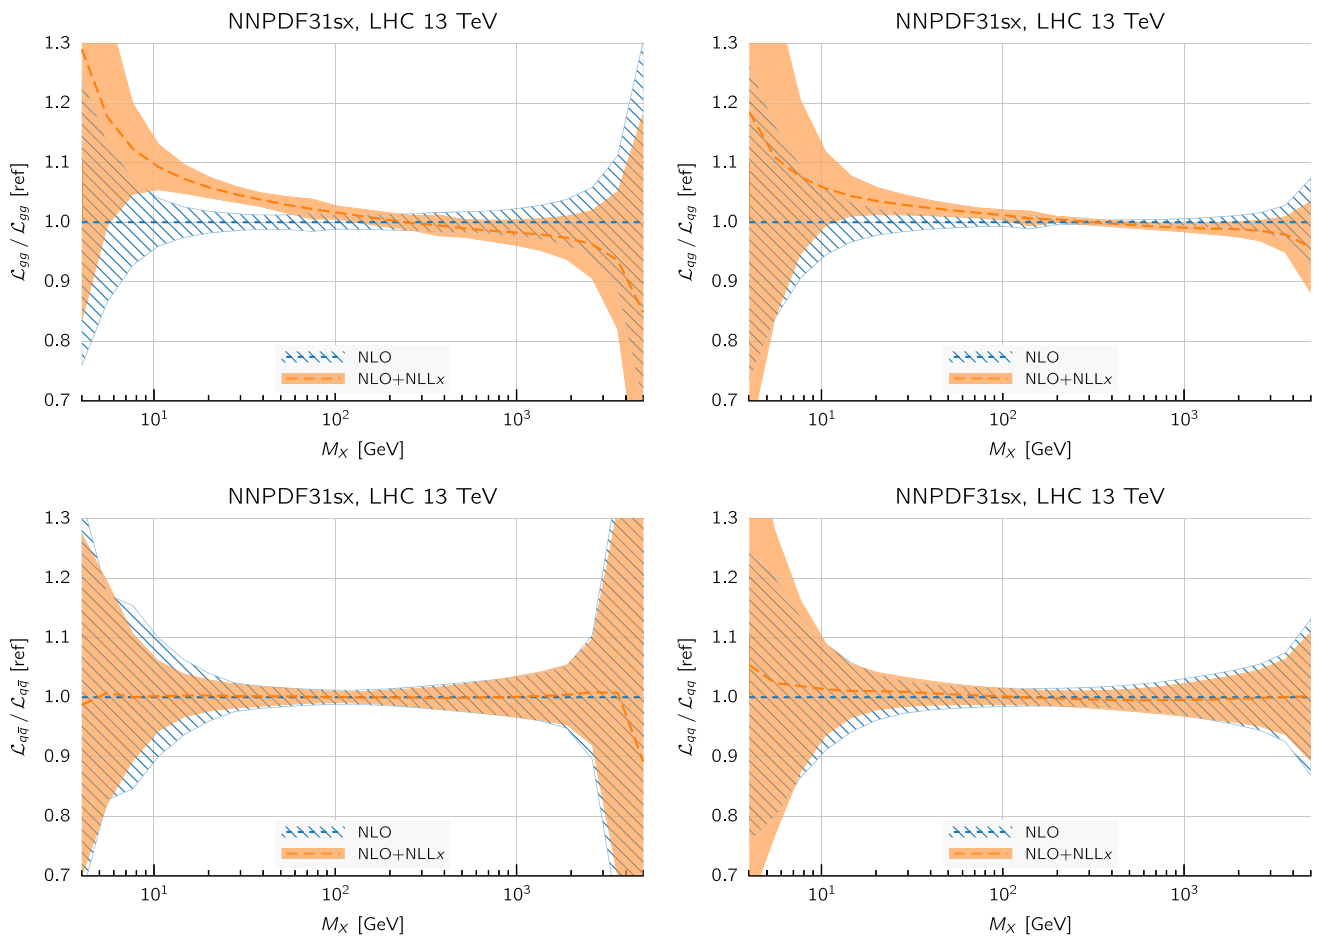 NNPDF31sx, LHC 13 TeV
1.3
1.2
1.1
1.0
0.9
0.8
0.7
ℒgg / ℒgg [ref]
NLO
NLO+NLLx
10¹ 10² 10³
M_X [GeV]
NNPDF31sx, LHC 13 TeV
1.3
1.2
1.1
1.0
0.9
0.8
0.7
ℒqg / ℒqg [ref]
NLO
NLO+NLLx
10¹ 10² 10³
M_X [GeV]
NNPDF31sx, LHC 13 TeV
1.3
1.2
1.1
1.0
0.9
0.8
0.7
ℒqq̄ / ℒqq̄ [ref]
NLO
NLO+NLLx
10¹ 10² 10³
M_X [GeV]
NNPDF31sx, LHC 13 TeV
1.3
1.2
1.1
1.0
0.9
0.8
0.7
ℒqq / ℒqq [ref]
NLO
NLO+NLLx
10¹ 10² 10³
M_X [GeV]